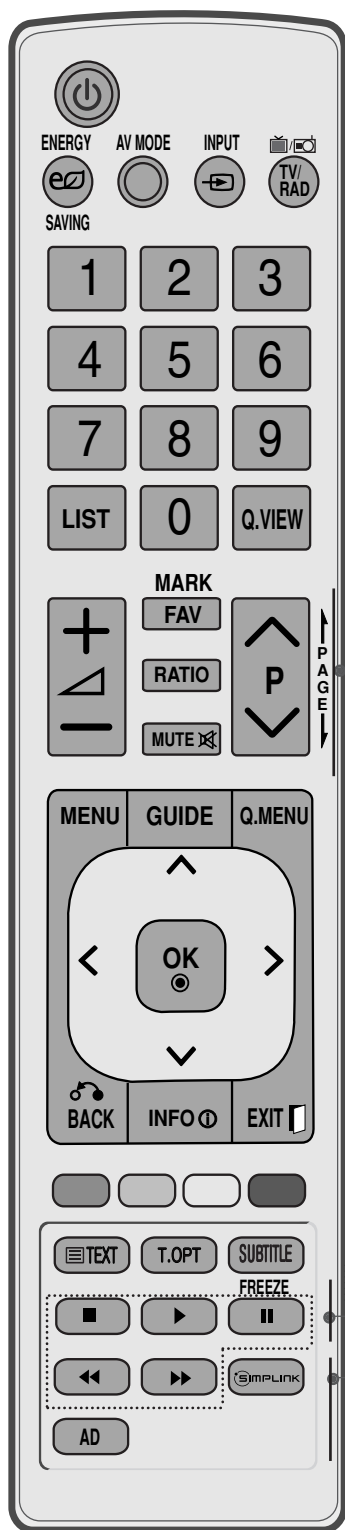 ENERGY AV MODE INPUT
TV/
RAD
SAVING
1 2 3
4 5 6
7 8 9
LIST 0 Q.VIEW
MARK
FAV
RATIO P
MUTE
PAGE
MENU GUIDE Q.MENU
OK
BACK INFO EXIT
TEXT T.OPT SUBTITLE
FREEZE
SIMPLINK
AD